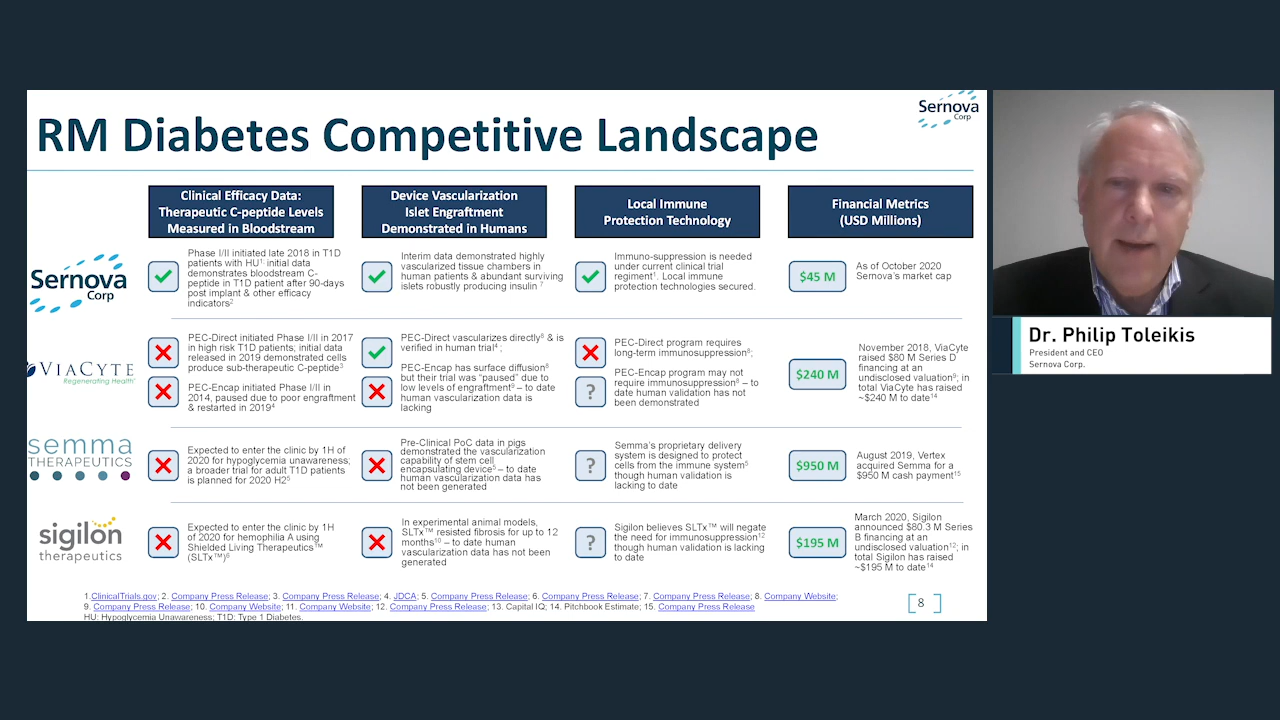 Sernova
Corp
RM Diabetes Competitive Landscape
Clinical Efficacy Data:
Therapeutic C-peptide Levels
Measured in Bloodstream
Device Vascularization
Islet Engraftment
Demonstrated in Humans
Local Immune
Protection Technology
Financial Metrics
(USD Millions)
Sernova
Corp
Phase I/II initiated late 2018 in T1D
patients with HU1; initial data
demonstrates bloodstream C-
peptide in T1D patient after 90-days
post implant & other efficacy
indicators2
Interim data demonstrated highly
vascularized tissue chambers in
human patients & abundant surviving
islets robustly producing insulin 7
Immuno-suppression is needed
under current clinical trial
regiment1. Local immune
protection technologies secured.
$45 M
As of October 2020
Sernova's market cap
VIACYTE
Regenerating Health
PEC-Direct initiated Phase I/II in 2017
in high risk T1D patients; initial data
released in 2019 demonstrated cells
produce sub-therapeutic C-peptide3
PEC-Encap initiated Phase I/II in
2014, paused due to poor engraftment
& restarted in 20194
PEC-Direct vascularizes directly8 & is
verified in human trial4 ;
PEC-Encap has surface diffusion8
but their trial was "paused" due to
low levels of engraftment9 – to date
human vascularization data is
lacking
PEC-Direct program requires
long-term immunosuppression8;
PEC-Encap program may not
require immunosuppression8 – to
date human validation has not
been demonstrated
$240 M
November 2018, ViaCyte
raised $80 M Series D
financing at an
undisclosed valuation9; in
total ViaCyte has raised
~$240 M to date14
semma
THERAPEUTICS
Expected to enter the clinic by 1H of
2020 for hypoglycemia unawareness;
a broader trial for adult T1D patients
is planned for 2020 H25
Pre-Clinical PoC data in pigs
demonstrated the vascularization
capability of stem cell
encapsulating device5 – to date
human vascularization data has
not been generated
Semma's proprietary delivery
system is designed to protect
cells from the immune system5
though human validation is
lacking to date
$950 M
August 2019, Vertex
acquired Semma for a
$950 M cash payment15
sigilon
therapeutics
Expected to enter the clinic by 1H
of 2020 for hemophilia A using
Shielded Living Therapeutics™
(SLTx™)6
In experimental animal models,
SLTx™ resisted fibrosis for up to 12
months10 – to date human
vascularization data has not been
generated
Sigilon believes SLTx™ will negate
the need for immunosuppression12
though human validation is lacking
to date
$195 M
March 2020, Sigilon
announced $80.3 M Series
B financing at an
undisclosed valuation12; in
total Sigilon has raised
~$195 M to date14
1.ClinicalTrials.gov; 2. Company Press Release; 3. Company Press Release; 4. JDCA; 5. Company Press Release; 6. Company Press Release; 7. Company Press Release; 8. Company Website;
9. Company Press Release; 10. Company Website; 11. Company Website; 12. Company Press Release; 13. Capital IQ; 14. Pitchbook Estimate; 15. Company Press Release
HU: Hypoglycemia Unawareness; T1D: Type 1 Diabetes.
8
Dr. Philip Toleikis
President and CEO
Sernova Corp.